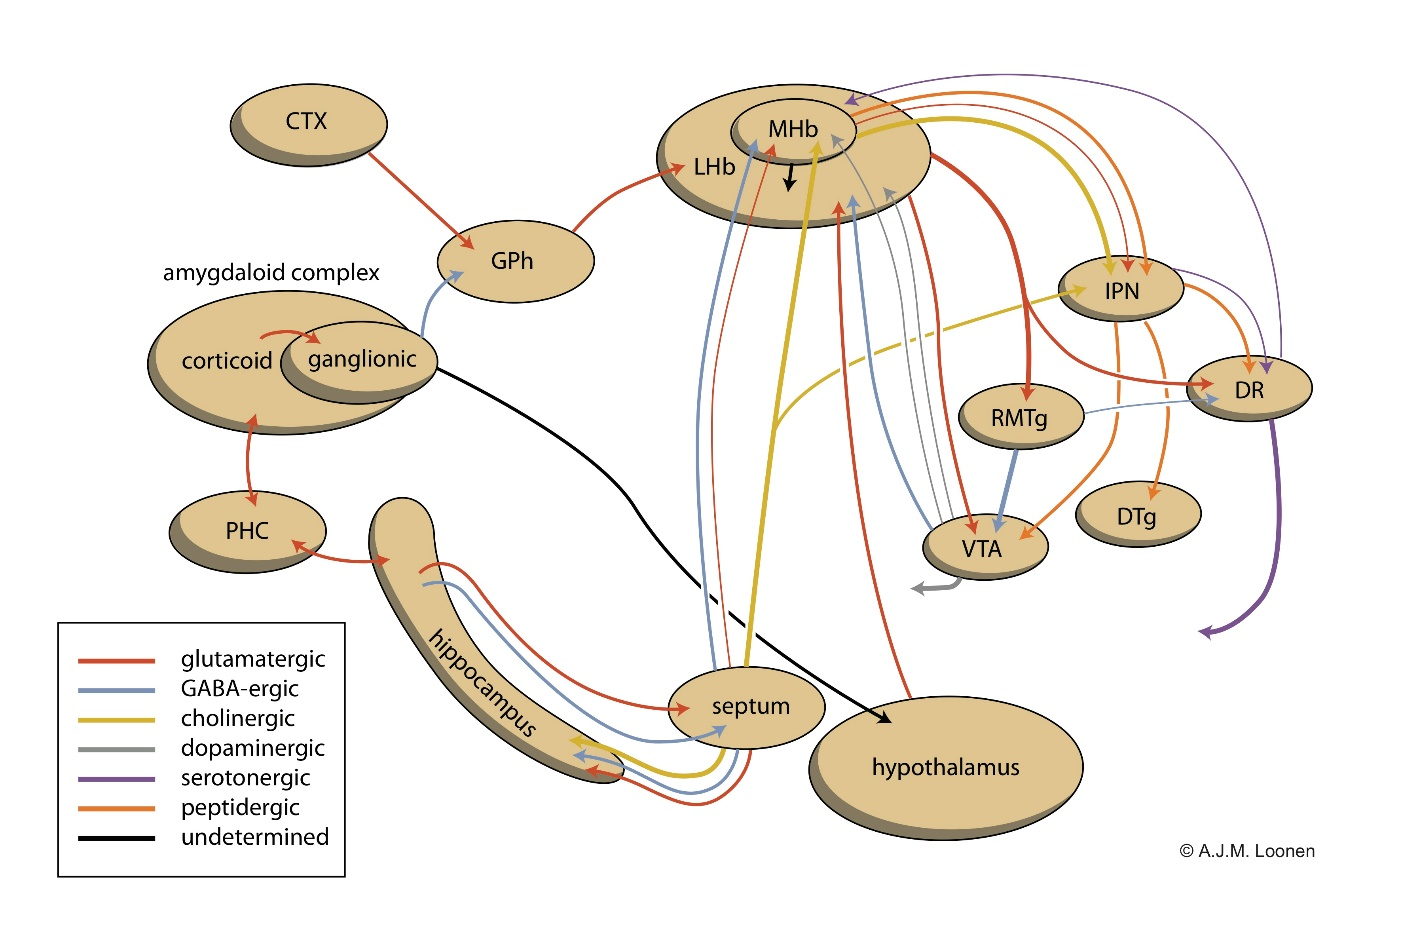 CTX
MHb
LHb
GPh
amygdaloid complex
corticoid
ganglionic
IPN
DR
RMTg
PHC
DTg
VTA
hippocampus
septum
hypothalamus
glutamatergic
GABA-ergic
cholinergic
dopaminergic
serotonergic
peptidergic
undetermined
© A.J.M. Loonen